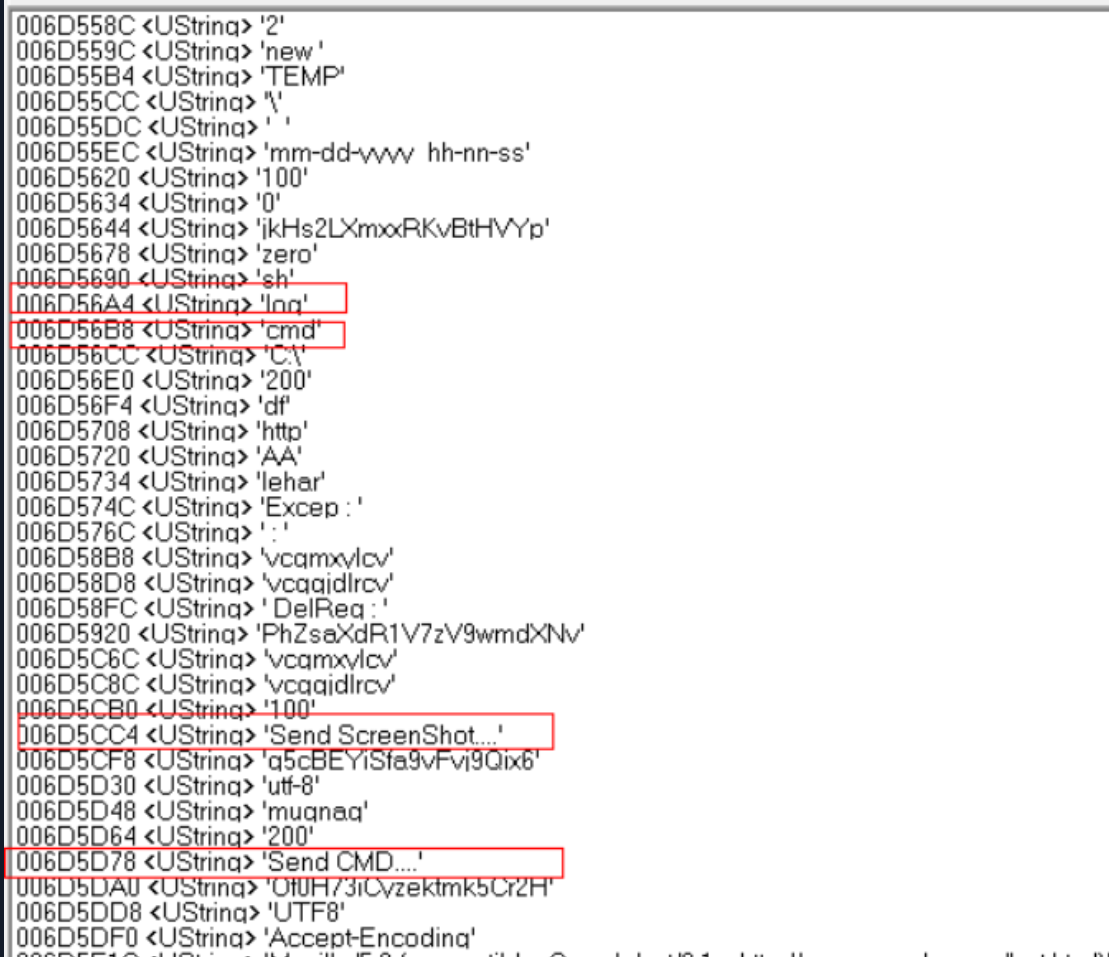 006D558C <UString> '2'
006D559C <UString> 'new '
006D55B4 <UString> 'TEMP'
006D55CC <UString> '\'
006D55DC <UString> ' '
006D55EC <UString> 'mm-dd-yyyy hh-nn-ss'
006D5620 <UString> '100'
006D5634 <UString> '0'
006D5644 <UString> 'jkHs2LXmxxRKvBtHVYp'
006D5678 <UString> 'zero'
006D5690 <UString> 'sh'
006D56A4 <UString> 'log'
006D56B8 <UString> 'cmd'
006D56CC <UString> 'C:\'
006D56E0 <UString> '200'
006D56F4 <UString> 'df'
006D5708 <UString> 'http'
006D5720 <UString> 'AA'
006D5734 <UString> 'lehar'
006D574C <UString> 'Excep : '
006D576C <UString> ' : '
006D58B8 <UString> 'vcqmxylcv'
006D58D8 <UString> 'vcqqjdlrcv'
006D58FC <UString> ' DelReq : '
006D5920 <UString> 'PhZsaXdR1V7zV9wmdXNv'
006D5C6C <UString> 'vcqmxylcv'
006D5C8C <UString> 'vcqqjdlrcv'
006D5CB0 <UString> '100'
006D5CC4 <UString> 'Send ScreenShot....'
006D5CF8 <UString> 'q5cBEYiSfa9vFvj9Qix6'
006D5D30 <UString> 'utf-8'
006D5D48 <UString> 'mugnaq'
006D5D64 <UString> '200'
006D5D78 <UString> 'Send CMD....'
006D5DA0 <UString> 'Of0H73iCyzektmk5Cr2H'
006D5DD8 <UString> 'UTF8'
006D5DF0 <UString> 'Accept-Encoding'